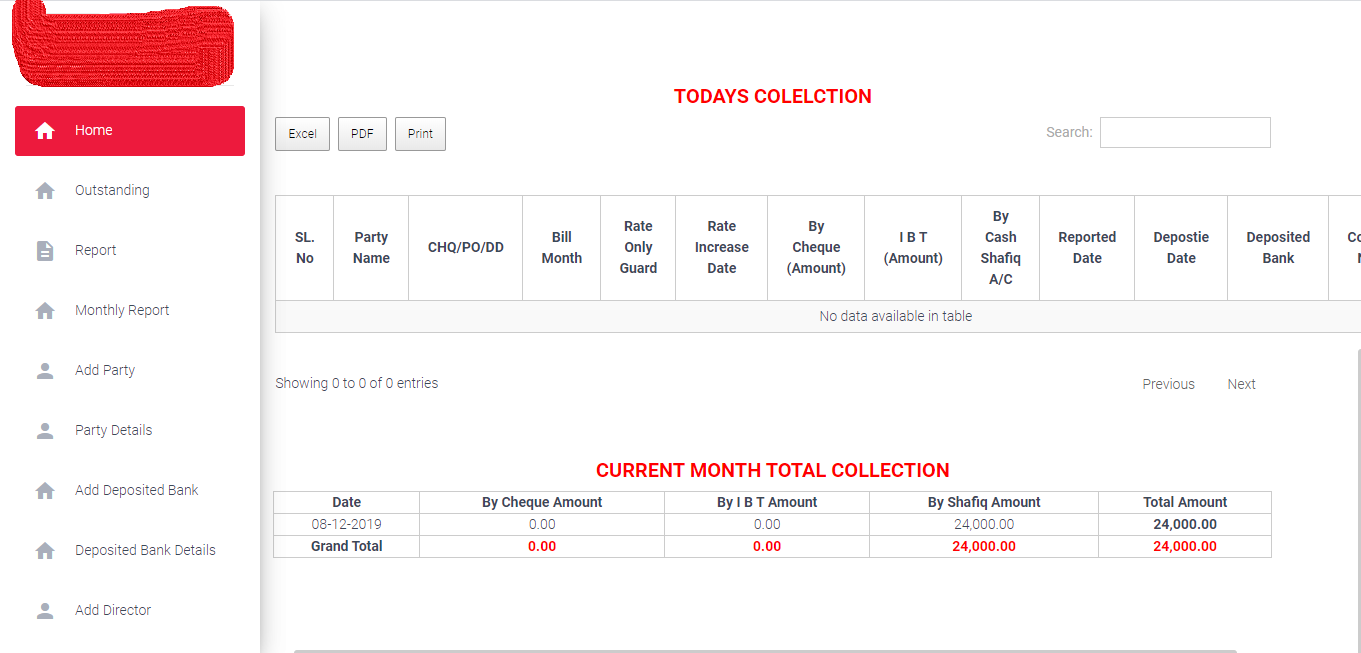 Home
Outstanding
Report
Monthly Report
Add Party
Party Details
Add Deposited Bank
Deposited Bank Details
Add Director
TODAYS COLELCTION
Excel PDF Print Search:
SL. No Party Name CHQ/PO/DD Bill Month Rate Only Guard Rate Increase Date By Cheque (Amount) I B T (Amount) By Cash Shafiq A/C Reported Date Depostie Date Deposited Bank
No data available in table
Showing 0 to 0 of 0 entries Previous Next
CURRENT MONTH TOTAL COLLECTION
Date By Cheque Amount By I B T Amount By Shafiq Amount Total Amount
08-12-2019 0.00 0.00 24,000.00 24,000.00
Grand Total 0.00 0.00 24,000.00 24,000.00